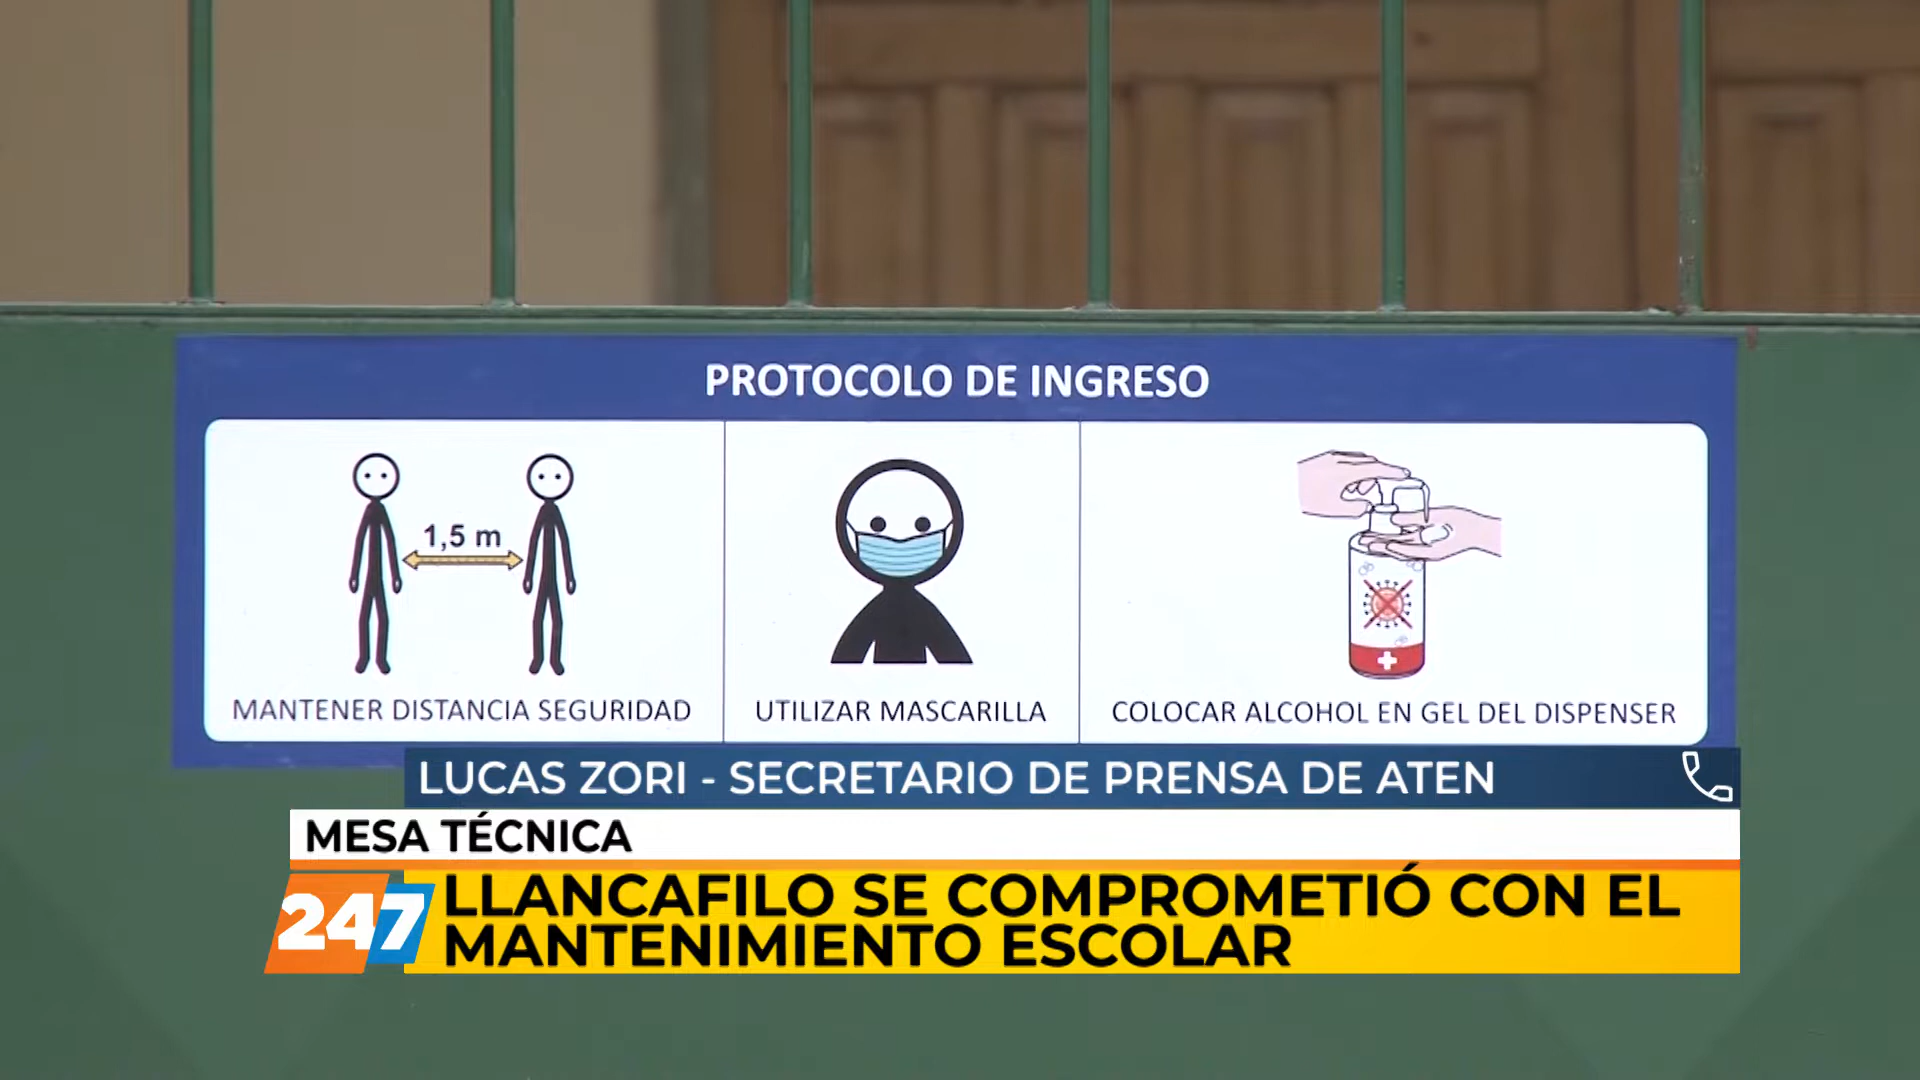 PROTOCOLO DE INGRESO
1,5 m
MANTENER DISTANCIA SEGURIDAD
UTILIZAR MASCARILLA
COLOCAR ALCOHOL EN GEL DEL DISPENSER
LUCAS ZORI - SECRETARIO DE PRENSA DE ATEN
MESA TÉCNICA
247
LLANCAFILO SE COMPROMETIÓ CON EL
MANTENIMIENTO ESCOLAR